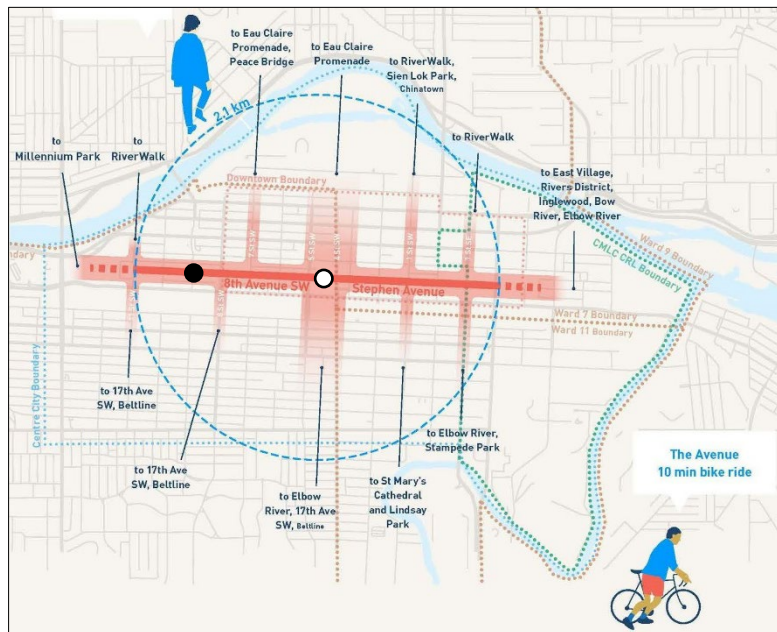 to Eau Claire
Promenade,
Peace Bridge
to Eau Claire
Promenade
to RiverWalk,
Sien Lok Park,
Chinatown
2.1 km
to
Millennium Park
to
RiverWalk
to RiverWalk
to East Village,
Rivers District,
Inglewood, Bow
River, Elbow River
Downtown Boundary
Ward 9 Boundary
CMLC CRL Boundary
8th Avenue SW
Stephen Avenue
Ward 7 Boundary
Ward 11 Boundary
Centre City Boundary
to 17th Ave
SW, Beltline
to 17th Ave
SW, Beltline
to Elbow
River, 17th Ave
SW, Beltline
to St Mary's
Cathedral
and Lindsay
Park
to Elbow River,
Stampede Park
The Avenue
10 min bike ride